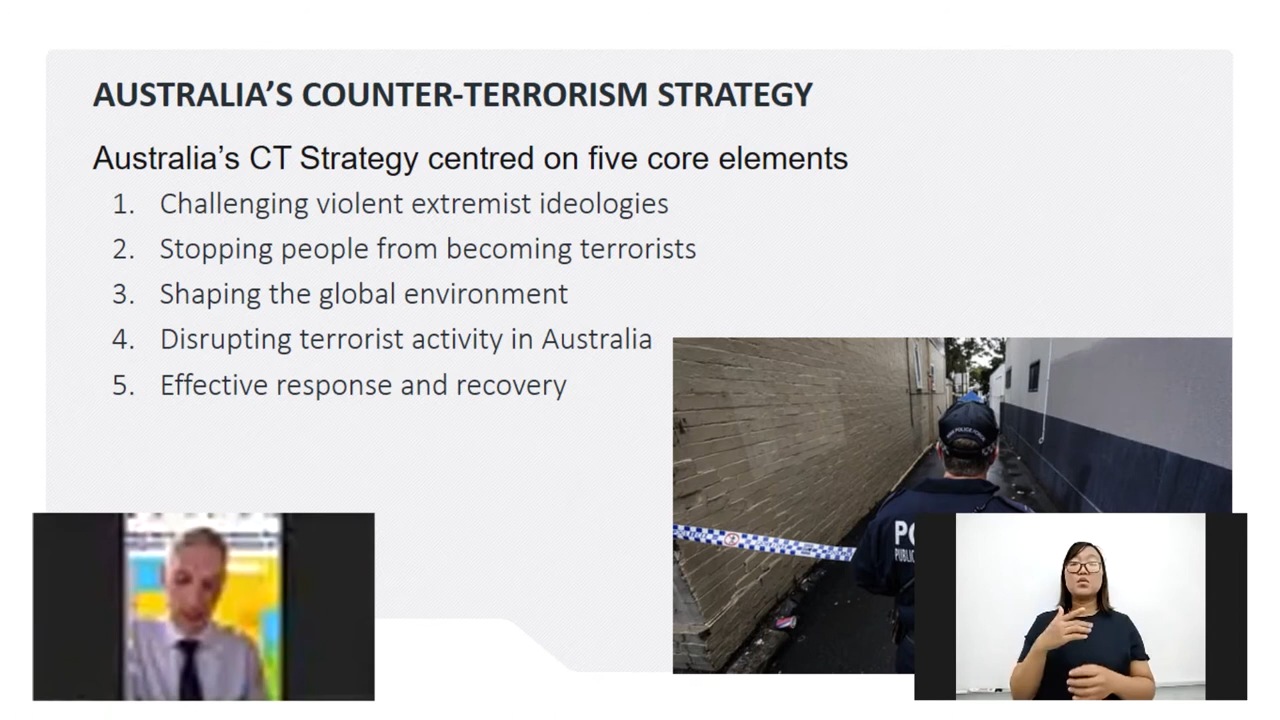 AUSTRALIA’S COUNTER-TERRORISM STRATEGY
Australia’s CT Strategy centred on five core elements
1. Challenging violent extremist ideologies
2. Stopping people from becoming terrorists
3. Shaping the global environment
4. Disrupting terrorist activity in Australia
5. Effective response and recovery